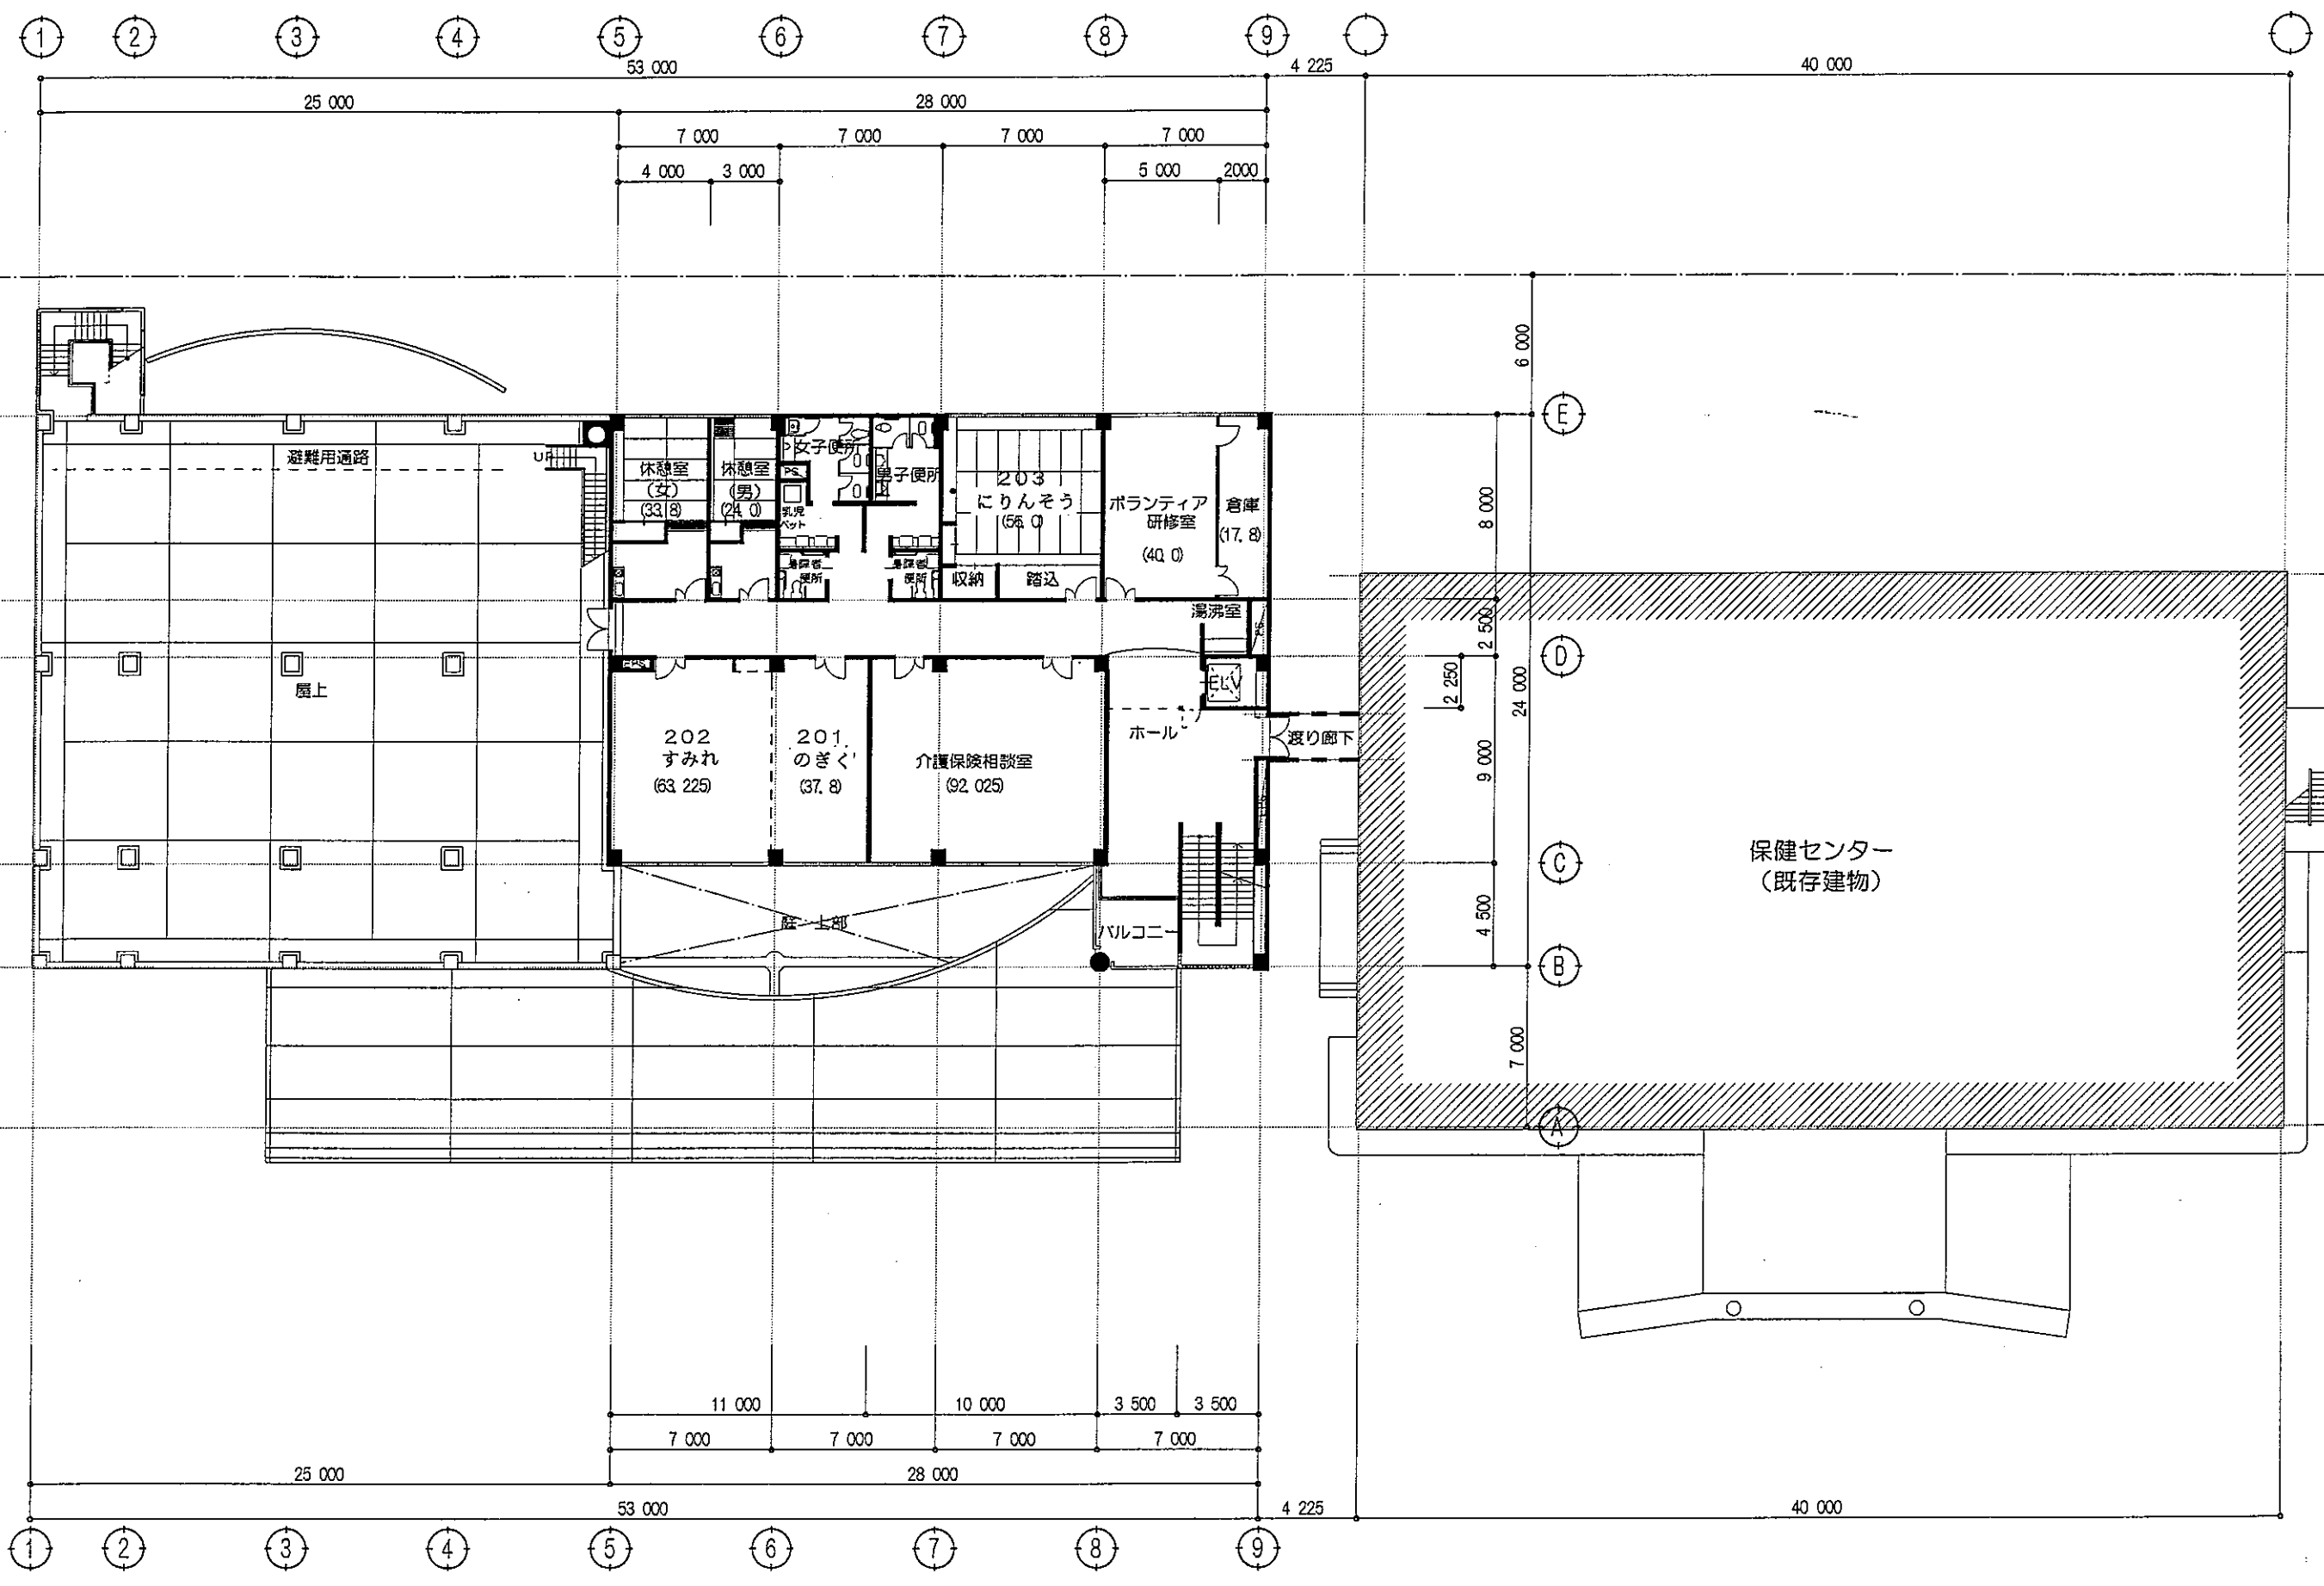 1 2 3 4 5 6 7 8 9
53 000 4 225 40 000
25 000 28 000
7 000 7 000 7 000 7 000
4 000 3 000 5 000 2000
6 000
E
避難用通路
UP
休憩室
(女)
(33.8)
休憩室
(男)
(24.0)
女子便所
PS
乳児
ベット
男子便所
便所
便所
203
にりんそう
(56.0)
収納 踏込
ボランティア
研修室
(40.0)
倉庫
(17.8)
8 000
湯沸室
PS
2 500
D
EPS
ELV
2 250
24 000
屋上
202
すみれ
(63.225)
201
のぎく
(37.8)
介護保険相談室
(92.025)
ホール
渡り廊下
9 000
保健センター
(既存建物)
C
庭 上部
バルコニー
4 500
B
7 000
A
11 000 10 000 3 500 3 500
7 000 7 000 7 000 7 000
25 000 28 000
53 000 4 225 40 000
1 2 3 4 5 6 7 8 9